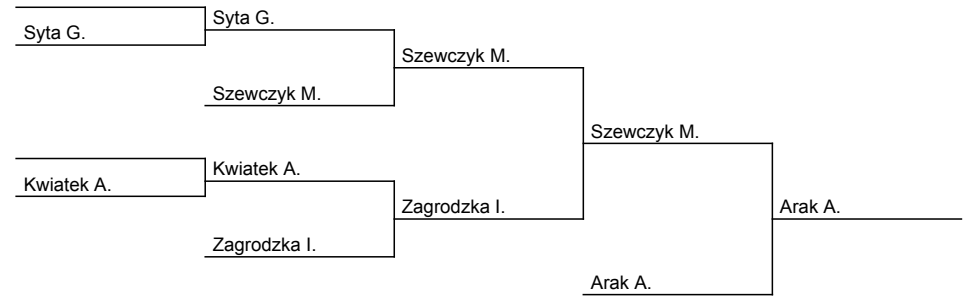 Syta G.
Syta G.
Szewczyk M.
Szewczyk M.
Szewczyk M.
Kwiatek A.
Kwiatek A.
Zagrodzka I.
Arak A.
Zagrodzka I.
Arak A.